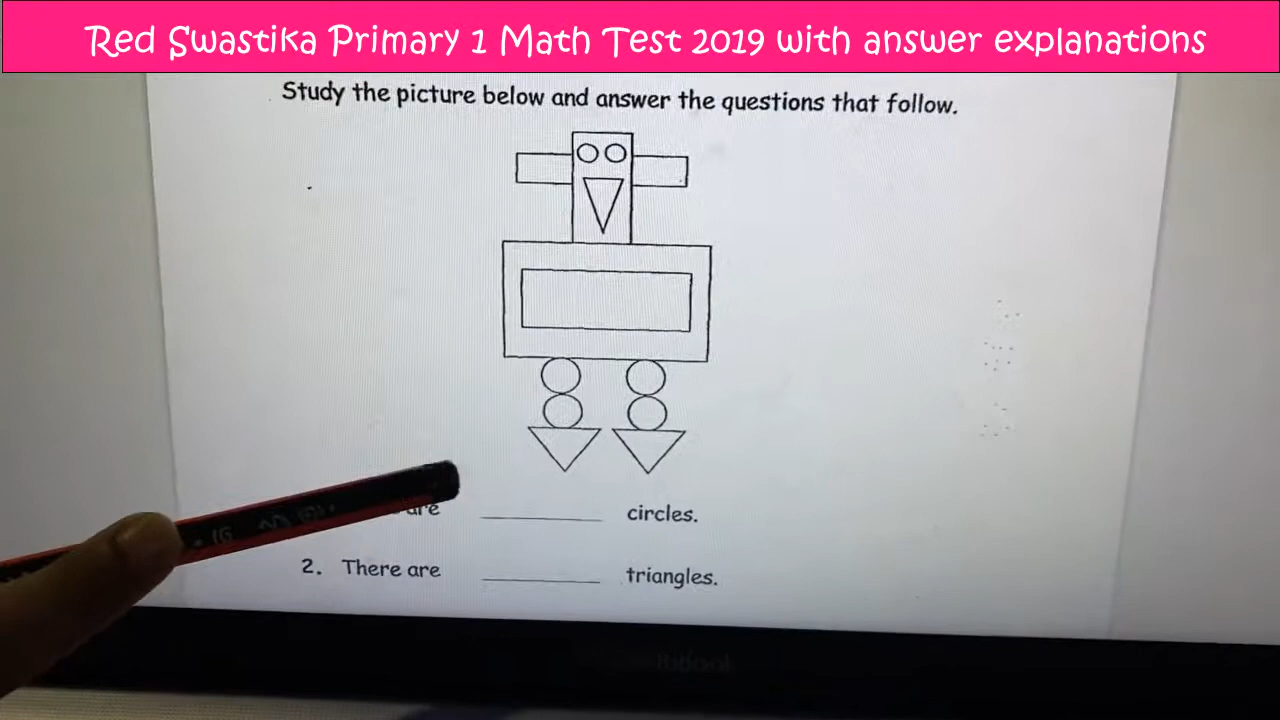 Red Swastika Primary 1 Math Test 2019 with answer explanations
Study the picture below and answer the questions that follow.
are circles.
2. There are triangles.